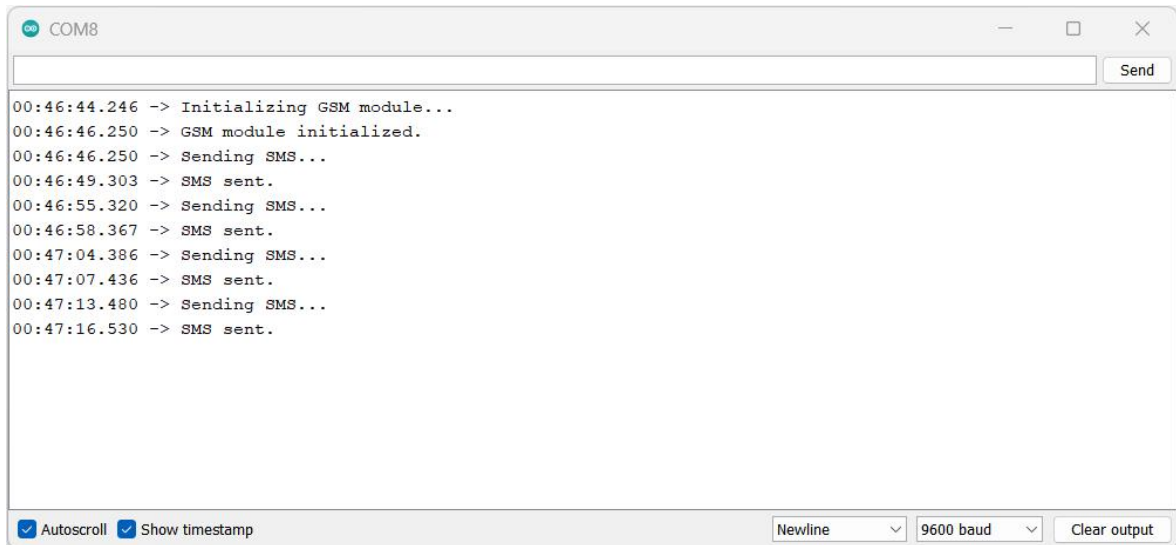 COM8
Send
00:46:44.246 -> Initializing GSM module...
00:46:46.250 -> GSM module initialized.
00:46:46.250 -> Sending SMS...
00:46:49.303 -> SMS sent.
00:46:55.320 -> Sending SMS...
00:46:58.367 -> SMS sent.
00:47:04.386 -> Sending SMS...
00:47:07.436 -> SMS sent.
00:47:13.480 -> Sending SMS...
00:47:16.530 -> SMS sent.
Autoscroll Show timestamp Newline 9600 baud Clear output